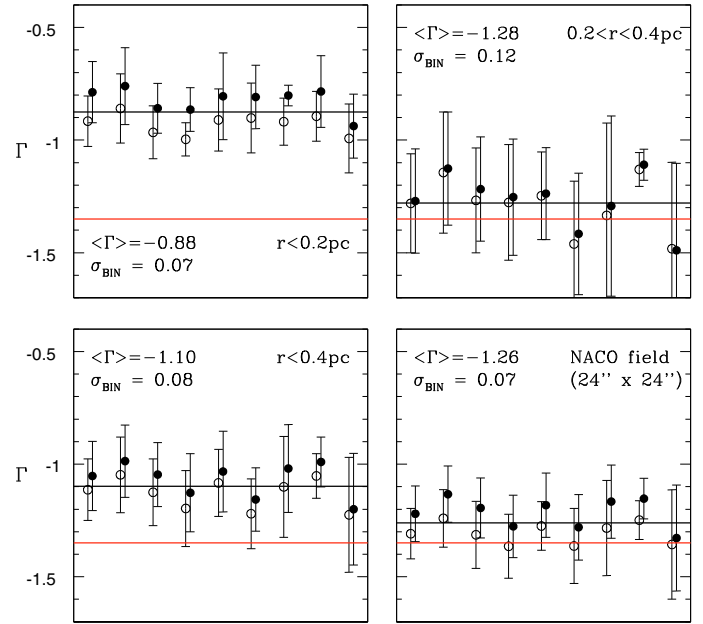 -0.5
Γ -1
-1.5
<Γ>=−0.88 r<0.2pc
σBIN = 0.07
<Γ>=−1.28 0.2<r<0.4pc
σBIN = 0.12
-0.5
Γ -1
-1.5
<Γ>=−1.10 r<0.4pc
σBIN = 0.08
<Γ>=−1.26 NACO field
σBIN = 0.07 (24'' x 24'')